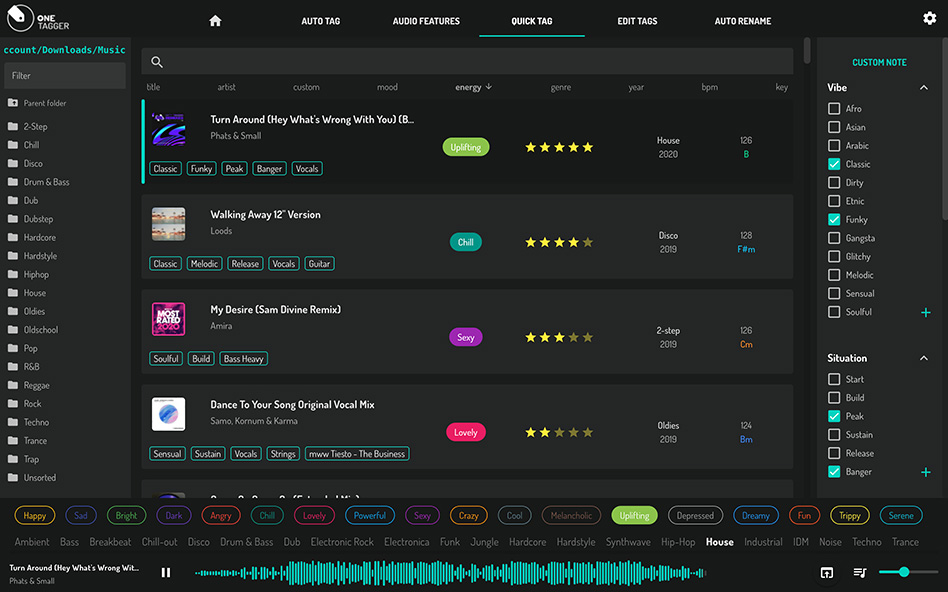 ONE
TAGGER
AUTO TAG
AUDIO FEATURES
QUICK TAG
EDIT TAGS
AUTO RENAME
ccount/Downloads/Music
Filter
Parent folder
2-Step
Chill
Disco
Drum & Bass
Dub
Dubstep
Hardcore
Hardstyle
Hiphop
House
Oldies
Oldschool
Pop
R&B
Reggae
Rock
Techno
Trance
Trap
Unsorted
title artist custom mood energy genre year bpm key
Turn Around (Hey What's Wrong With You) (B...
Phats & Small
Uplifting
House
2020
126
B
Classic Funky Peak Banger Vocals
Walking Away 12" Version
Loods
Chill
Disco
2019
128
F#m
Classic Melodic Release Vocals Guitar
MOST
RATED
2020
My Desire (Sam Divine Remix)
Amira
Sexy
2-step
2019
126
Cm
Soulful Build Bass Heavy
Dance To Your Song Original Vocal Mix
Samo, Kornum & Karma
Lovely
Oldies
2019
124
Bm
Sensual Sustain Vocals Strings mww Tiesto - The Business
CUSTOM NOTE
Vibe
Afro
Asian
Arabic
Classic
Dirty
Etnic
Funky
Gangsta
Glitchy
Melodic
Sensual
Soulful
Situation
Start
Build
Peak
Sustain
Release
Banger
Happy Sad Bright Dark Angry Chill Lovely Powerful Sexy Crazy Cool Melancholic Uplifting Depressed Dreamy Fun Trippy Serene
Ambient Bass Breakbeat Chill-out Disco Drum & Bass Dub Electronic Rock Electronica Funk Jungle Hardcore Hardstyle Synthwave Hip-Hop House Industrial IDM Noise Techno Trance
Turn Around (Hey What's Wrong Wit...
Phats & Small